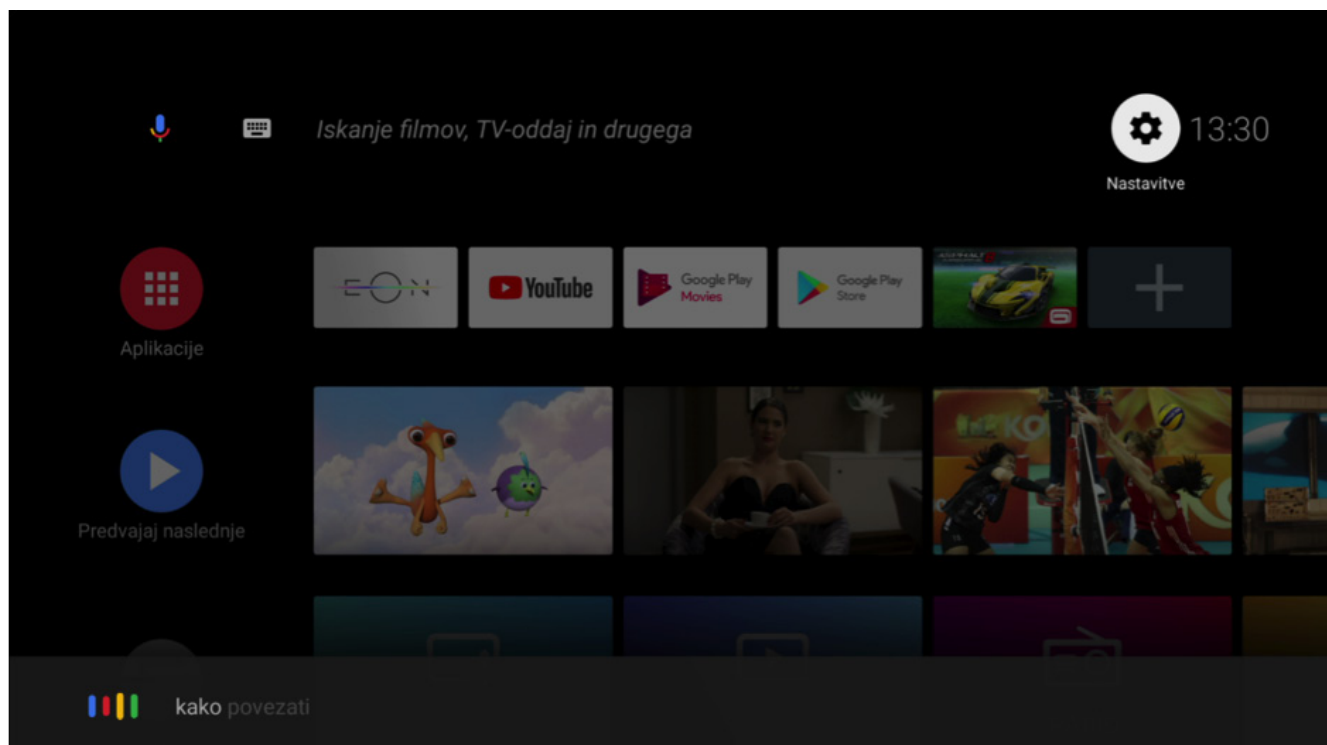 Iskanje filmov, TV-oddaj in drugega
13:30
Nastavitve
EON
YouTube
Google Play
Movies
Google Play
Store
Aplikacije
Predvajaj naslednje
kako povezati